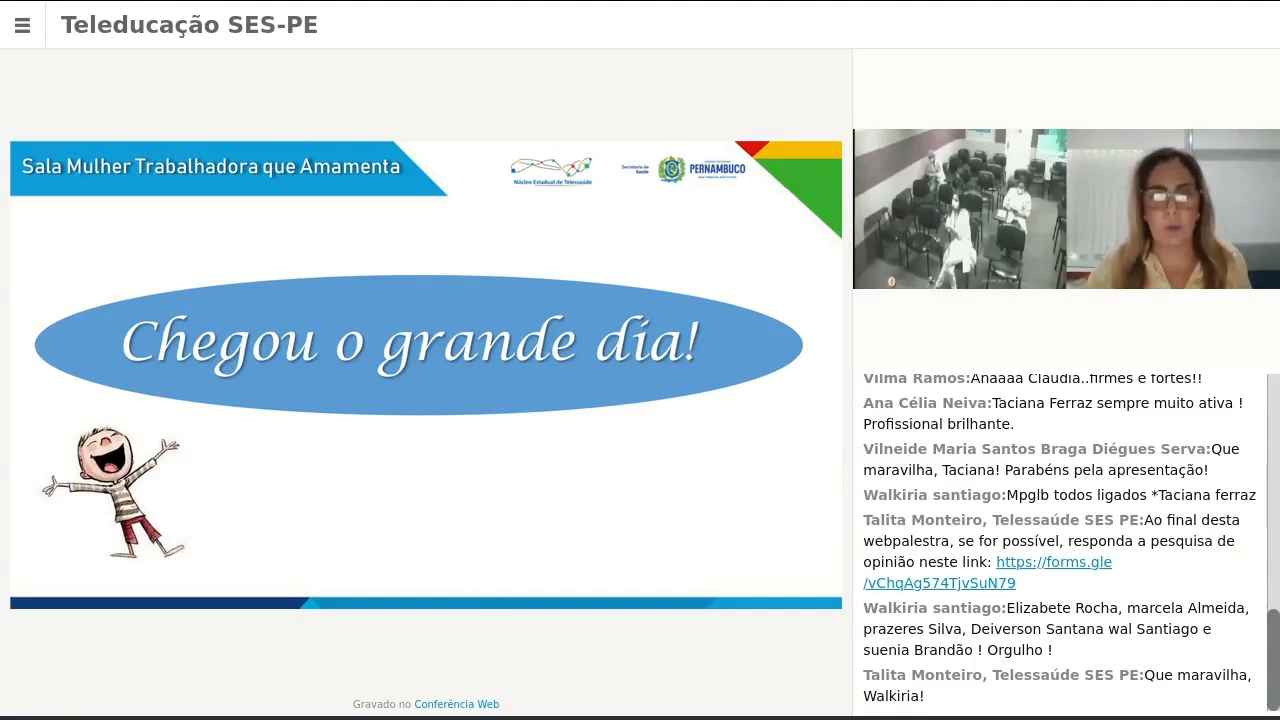 Teleducação SES-PE
Sala Mulher Trabalhadora que Amamenta
Núcleo Estadual de Telessaúde
Secretaria de
Saúde
PERNAMBUCO
Chegou o grande dia!
Vilma Ramos:Anaaaa Claudia..firmes e fortes!!
Ana Célia Neiva:Taciana Ferraz sempre muito ativa !
Profissional brilhante.
Vilneide Maria Santos Braga Diégues Serva:Que
maravilha, Taciana! Parabéns pela apresentação!
Walkiria santiago:Mpglb todos ligados *Taciana ferraz
Talita Monteiro, Telessaúde SES PE:Ao final desta
webpalestra, se for possível, responda a pesquisa de
opinião neste link: https://forms.gle
/vChqAg574TjvSuN79
Walkiria santiago:Elizabete Rocha, marcela Almeida,
prazeres Silva, Deiverson Santana wal Santiago e
suenia Brandão ! Orgulho !
Talita Monteiro, Telessaúde SES PE:Que maravilha,
Walkiria!
Gravado no Conferência Web